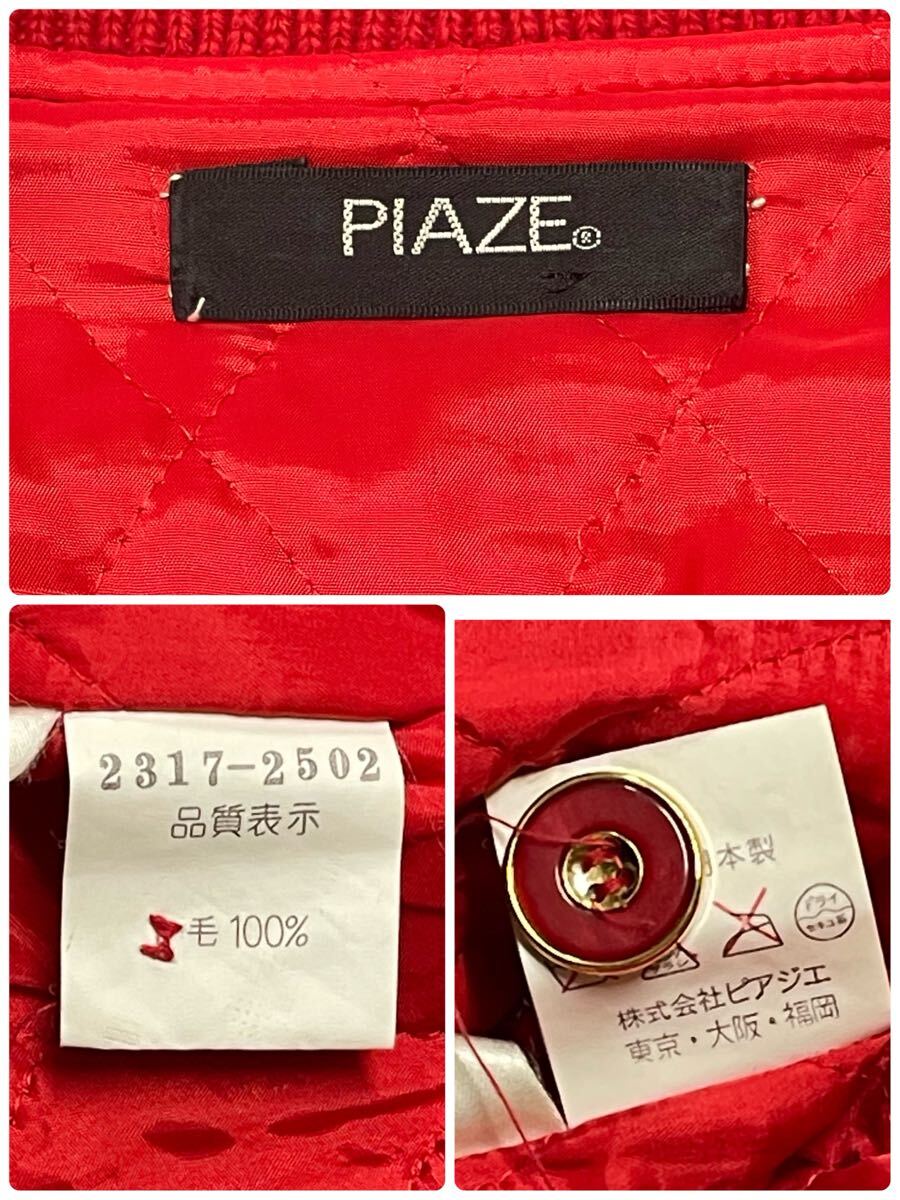 PIAZE®
2317-2502
品質表示
毛 100%
本製
ドライ
セキユ系
株式会社ピアジエ
東京・大阪・福岡